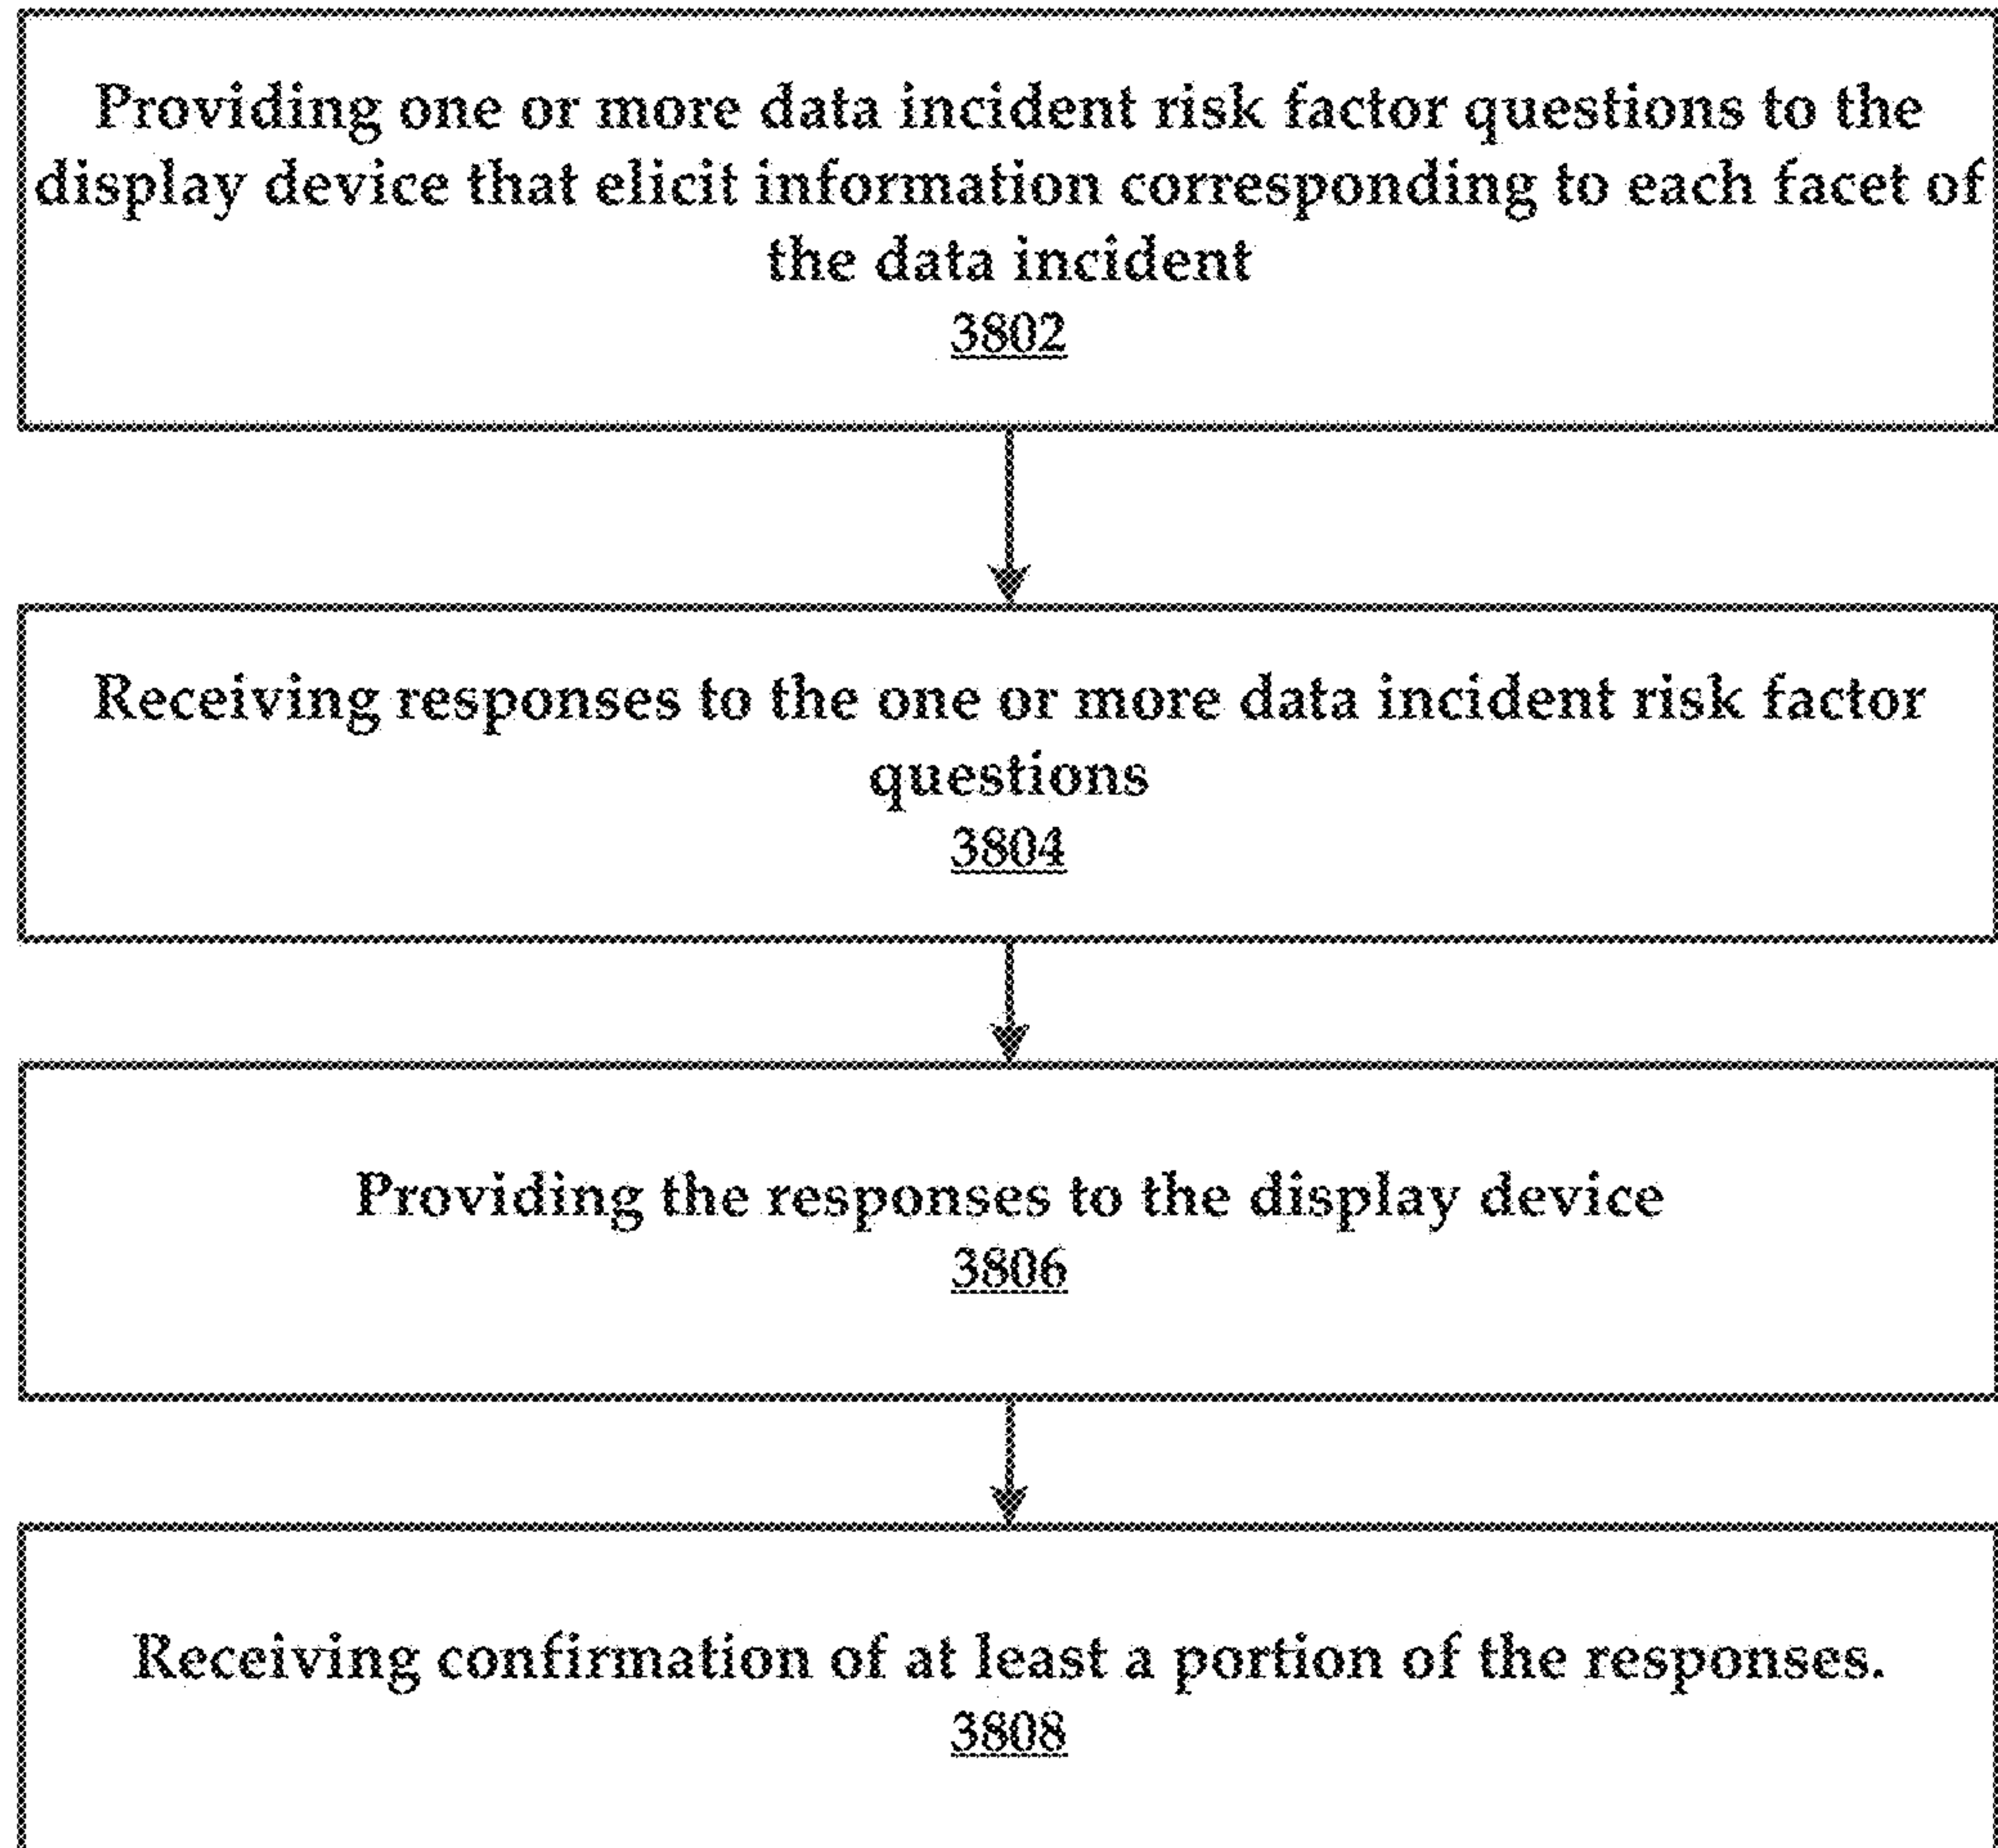 Providing one or more data incident risk factor questions to the
display device that elicit information corresponding to each facet of
the data incident
3802
Receiving responses to the one or more data incident risk factor
questions
3804
Providing the responses to the display device
3806
Receiving confirmation of at least a portion of the responses.
3808